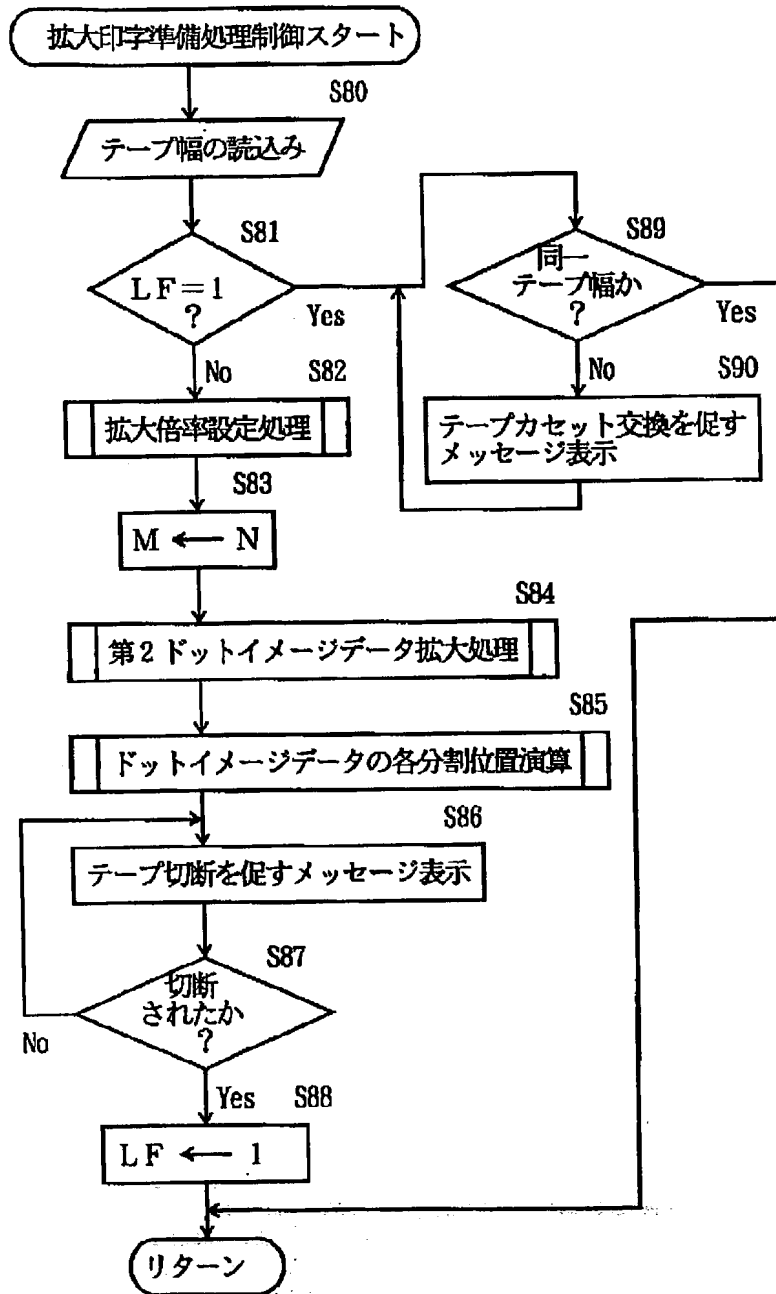 拡大印字準備処理制御スタート
S80
テープ幅の読込み
S81
LF=1
?
Yes
No
S82
拡大倍率設定処理
S83
M ← N
S84
第2ドットイメージデータ拡大処理
S85
ドットイメージデータの各分割位置演算
S86
テープ切断を促すメッセージ表示
S87
切断
されたか
?
No
Yes
S88
LF ← 1
リターン
S89
同一
テープ幅か
?
Yes
No
S90
テープカセット交換を促す
メッセージ表示